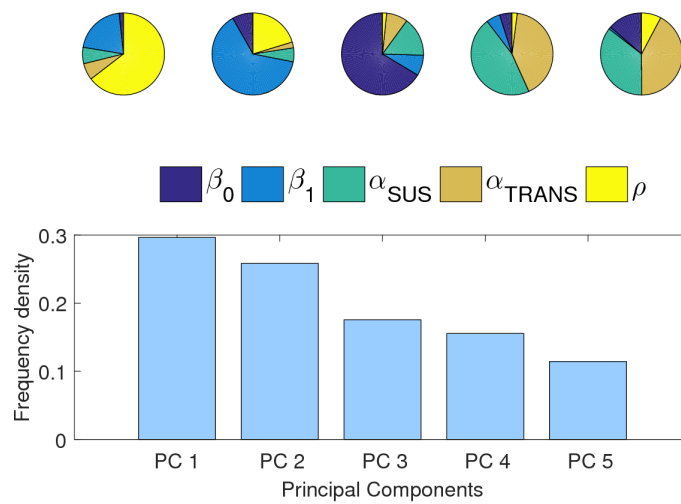 β0 β1 αSUS αTRANS ρ
0.3
0.2
0.1
0
Frequency density
PC 1 PC 2 PC 3 PC 4 PC 5
Principal Components